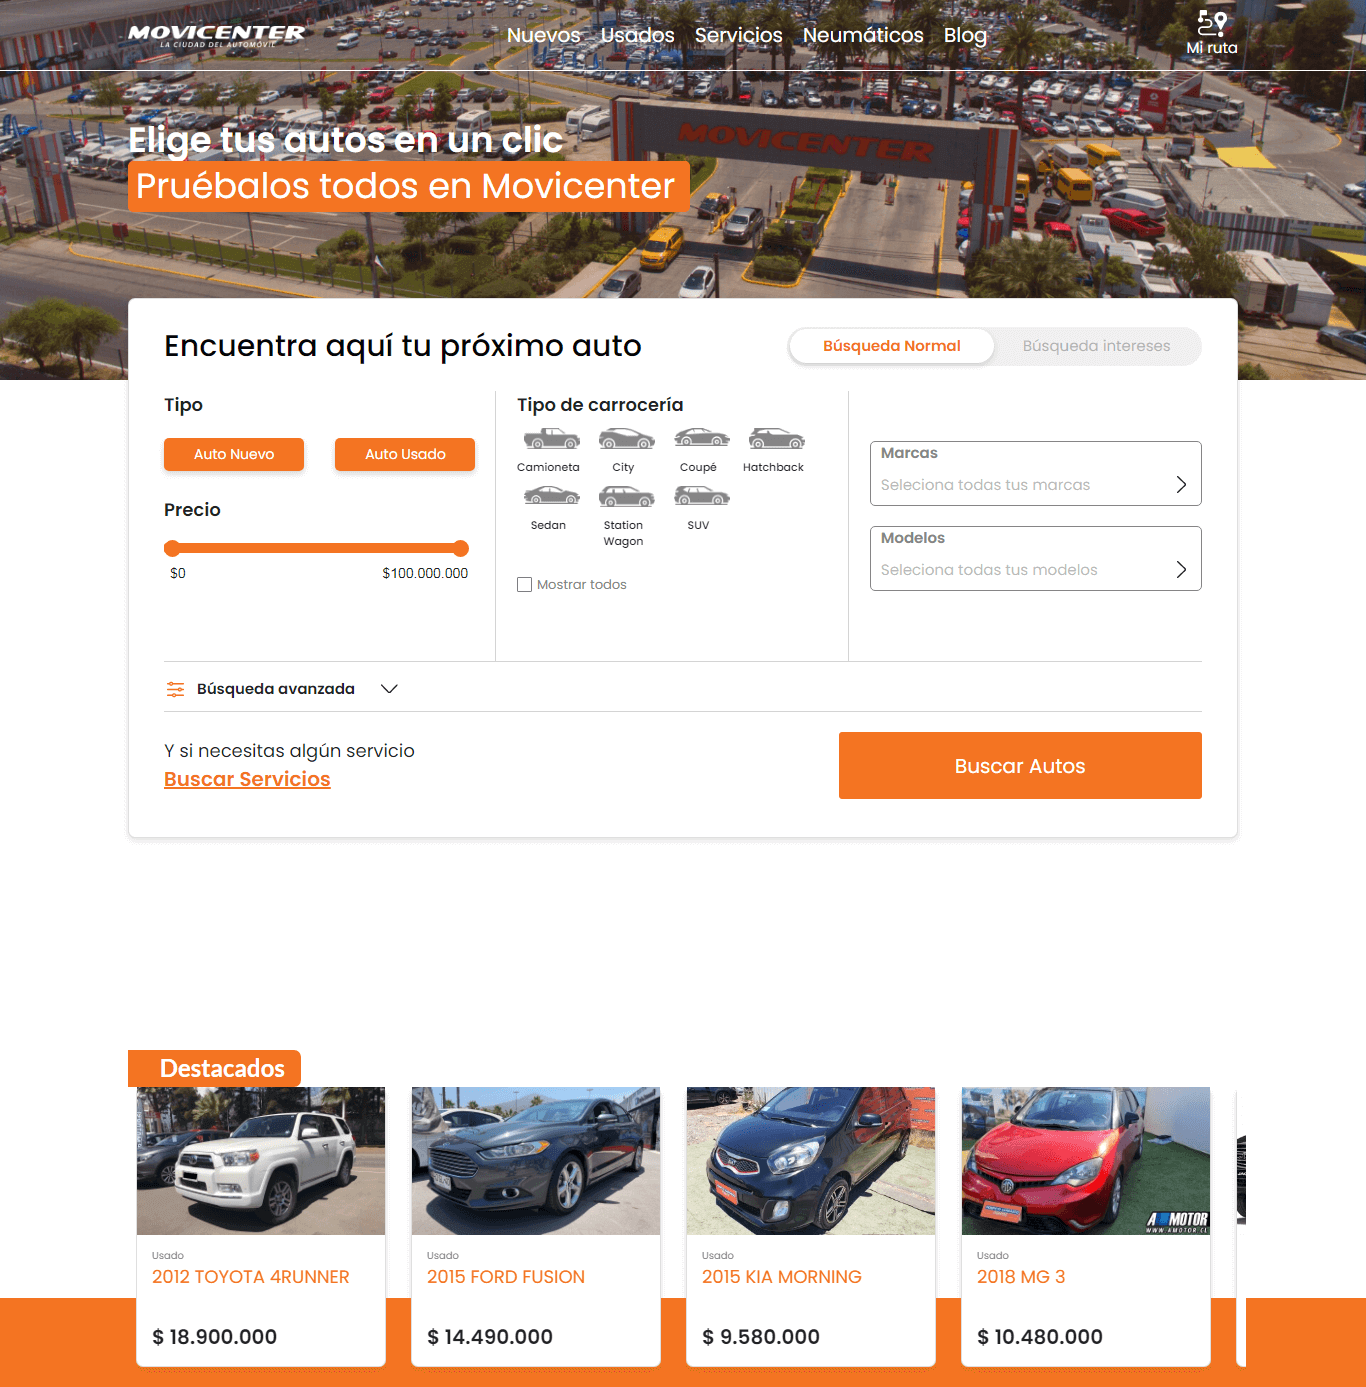 MOVICENTER
LA CIUDAD DEL AUTOMÓVIL
Nuevos Usados Servicios Neumáticos Blog
Mi ruta
MOVICENTER
Elige tus autos en un clic
Pruébalos todos en Movicenter
Encuentra aquí tu próximo auto
Búsqueda Normal Búsqueda intereses
Tipo
Auto Nuevo Auto Usado
Precio
$0 $100.000.000
Tipo de carrocería
Camioneta City Coupé Hatchback
Sedan Station Wagon SUV
Mostrar todos
Marcas
Seleciona todas tus marcas
Modelos
Seleciona todas tus modelos
Búsqueda avanzada
Y si necesitas algún servicio
Buscar Servicios
Buscar Autos
Destacados
AMOTOR
WWW.AMOTOR.CL
Usado
2012 TOYOTA 4RUNNER
$ 18.900.000
Usado
2015 FORD FUSION
$ 14.490.000
Usado
2015 KIA MORNING
$ 9.580.000
Usado
2018 MG 3
$ 10.480.000